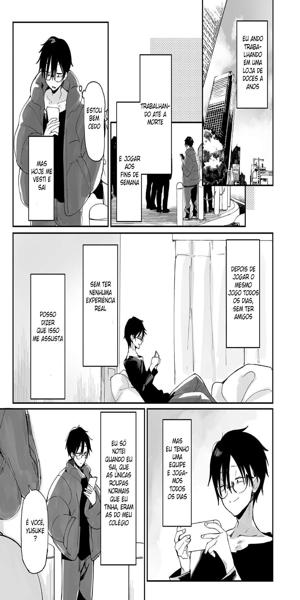 EU ANDO
TRABA-
LHANDO
EM UMA
LOJA DE
DOCES A
ANOS
TRABALHAN-
DO ATÉ A
MORTE
E JOGAR
AOS
FINS DE
SEMANA
ESTOU
BEM
CEDO
MAS
HOJE ME
VESTI E
SAI
DEPOIS DE
JOGAR O
MESMO
JOGO TODOS
OS DIAS,
SEM TER
AMIGOS
SEM TER
NENHUMA
EXPERIÊNCIA
REAL
POSSO
DIZER
QUE ISSO
ME ASSUSTA
MAS
EU TENHO
UMA
EQUIPE
E JOGA-
MOS
TODOS
OS DIAS
EU SÓ
NOTEI
QUANDO EU
SAI, QUE AS
ÚNICAS
ROUPAS
NORMAIS
QUE EU
TINHA, ERAM
AS DO MEU
COLÉGIO
É VOCÊ,
YUSUKE
?